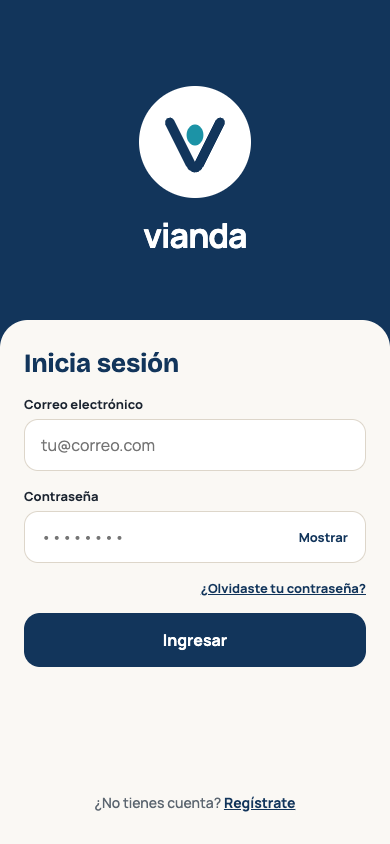 vianda
Inicia sesión
Correo electrónico
tu@correo.com
Contraseña
••••••••
Mostrar
¿Olvidaste tu contraseña?
Ingresar
¿No tienes cuenta? Regístrate